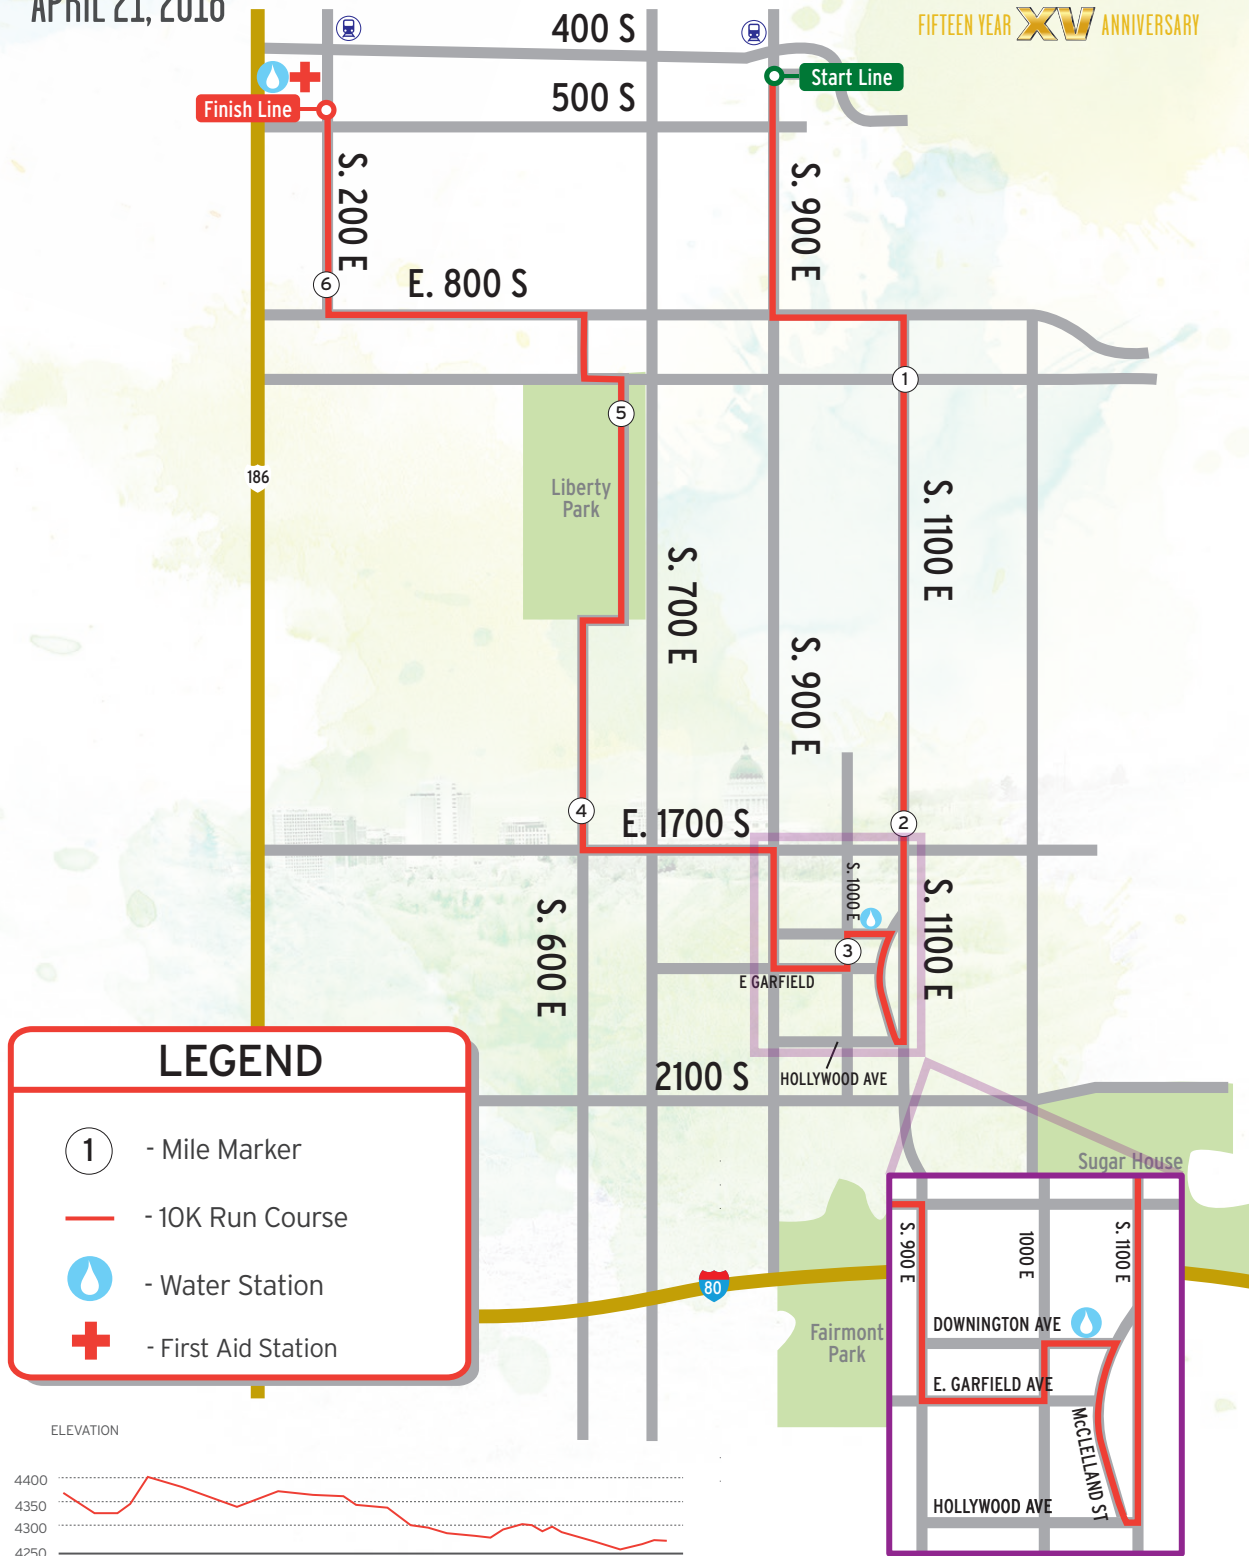 APRIL 21, 2018
FIFTEEN YEAR XV ANNIVERSARY
400 S
Start Line
500 S
Finish Line
S. 200 E
S. 900 E
6
E. 800 S
1
5
186
Liberty
Park
S. 1100 E
S. 700 E
S. 900 E
4
E. 1700 S
2
S. 1000 E
S. 1100 E
S. 600 E
3
E GARFIELD
HOLLYWOOD AVE
2100 S
LEGEND
1 - Mile Marker
- 10K Run Course
- Water Station
- First Aid Station
Sugar House
80
Fairmont
Park
S. 900 E
1000 E
S. 1100 E
DOWNINGTON AVE
E. GARFIELD AVE
McCLELLAND ST
HOLLYWOOD AVE
ELEVATION
4400
4350
4300
4250